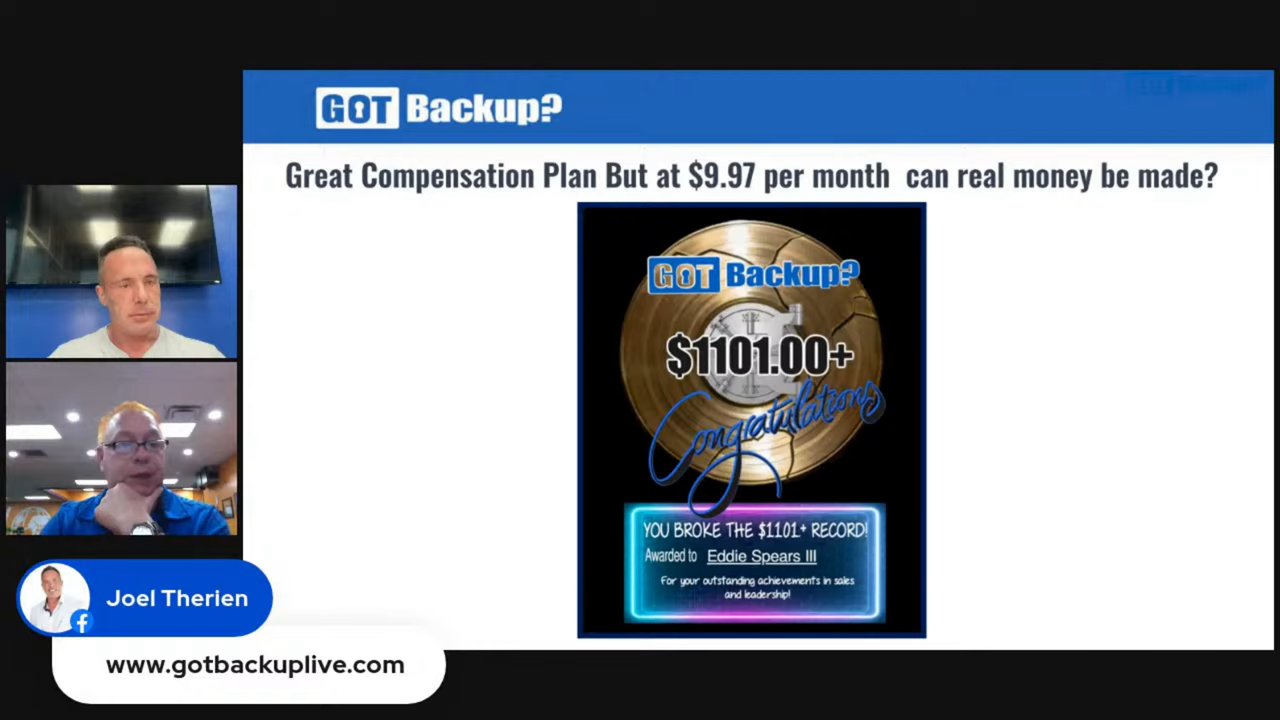 GOT Backup?
Great Compensation Plan But at $9.97 per month can real money be made?
GOT Backup?
$1101.00+
Congratulations
YOU BROKE THE $1101+ RECORD!
Awarded to Eddie Spears III
For your outstanding achievements in sales
and leadership!
Joel Therien
www.gotbackuplive.com